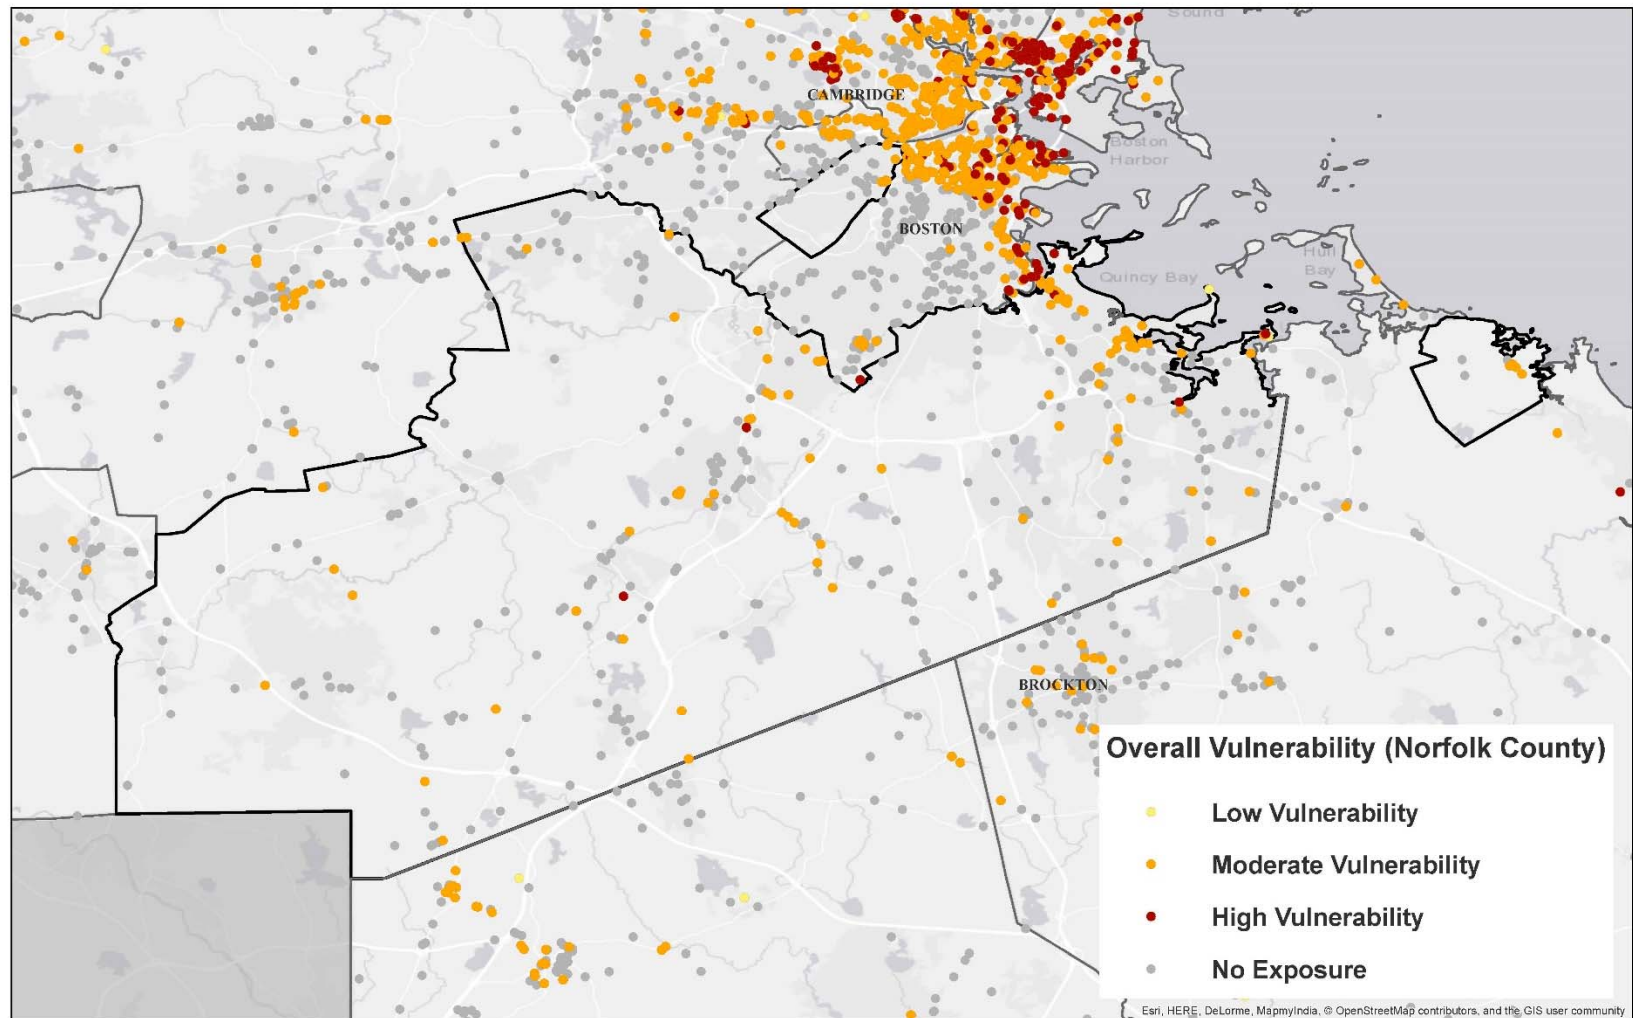 Sound
CAMBRIDGE
Boston
Harbor
BOSTON
Quincy Bay
Hull
Bay
BROCKTON
Overall Vulnerability (Norfolk County)
Low Vulnerability
Moderate Vulnerability
High Vulnerability
No Exposure
Esri, HERE, DeLorme, MapmyIndia, © OpenStreetMap contributors, and the GIS user community